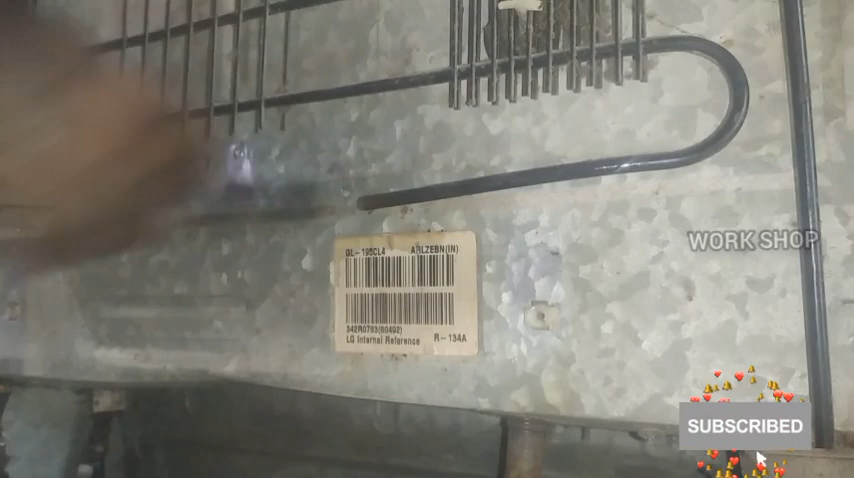 GL-195CL4 ARLZEBN(IN)
342R0783(80492)
LG Internal Reference R-134A
WORK SHOP
SUBSCRIBED